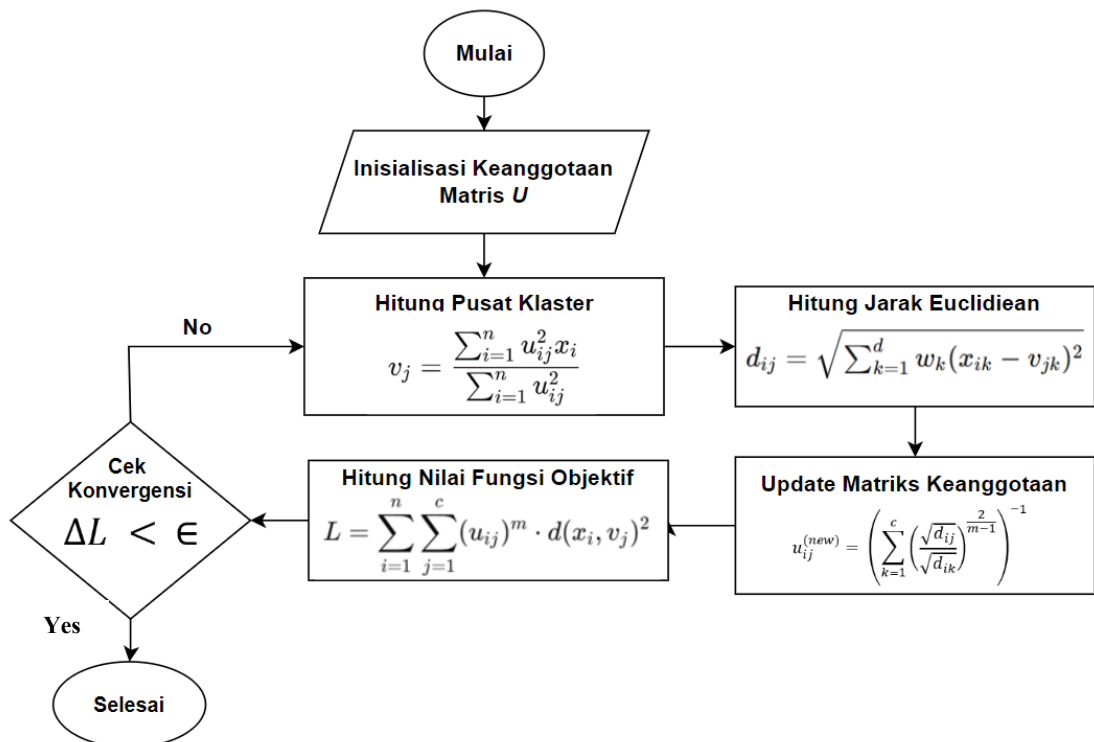 Mulai
Inisialisasi Keanggotaan
Matris U
Hitung Pusat Klaster
v_j = \frac{\sum_{i=1}^{n} u_{ij}^2 x_i}{\sum_{i=1}^{n} u_{ij}^2}
Hitung Jarak Euclidiean
d_{ij} = \sqrt{\sum_{k=1}^{d} w_k (x_{ik} - v_{jk})^2}
Update Matriks Keanggotaan
u_{ij}^{(new)} = \left( \sum_{k=1}^{c} \left( \frac{\sqrt{d_{ij}}}{\sqrt{d_{ik}}} \right)^{\frac{2}{m-1}} \right)^{-1}
Hitung Nilai Fungsi Objektif
L = \sum_{i=1}^{n} \sum_{j=1}^{c} (u_{ij})^m \cdot d(x_i, v_j)^2
Cek
Konvergensi
ΔL < ∈
No
Yes
Selesai